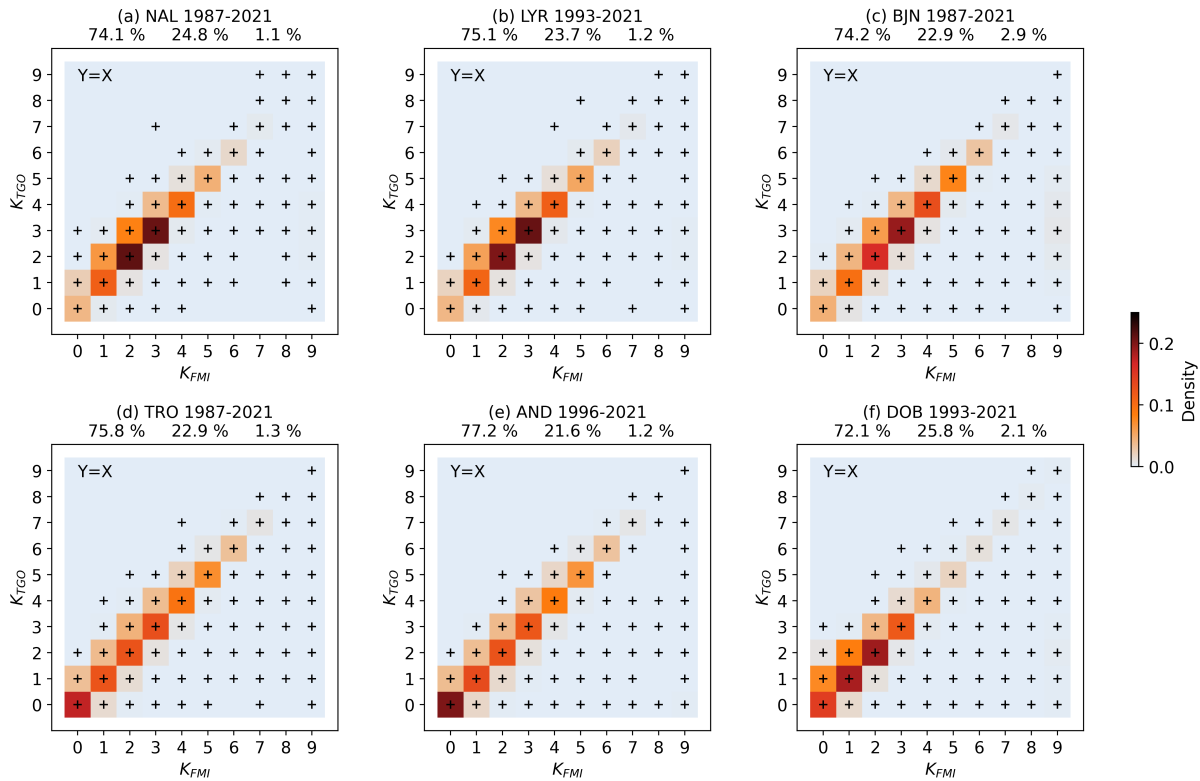 (a) NAL 1987-2021
74.1 % 24.8 % 1.1 %
(b) LYR 1993-2021
75.1 % 23.7 % 1.2 %
(c) BJN 1987-2021
74.2 % 22.9 % 2.9 %
Y=X
9
8
7
6
5
4
3
2
1
0
K_TGO
0 1 2 3 4 5 6 7 8 9
K_FMI
Y=X
9
8
7
6
5
4
3
2
1
0
K_TGO
0 1 2 3 4 5 6 7 8 9
K_FMI
Y=X
9
8
7
6
5
4
3
2
1
0
K_TGO
0 1 2 3 4 5 6 7 8 9
K_FMI
(d) TRO 1987-2021
75.8 % 22.9 % 1.3 %
(e) AND 1996-2021
77.2 % 21.6 % 1.2 %
(f) DOB 1993-2021
72.1 % 25.8 % 2.1 %
Y=X
9
8
7
6
5
4
3
2
1
0
K_TGO
0 1 2 3 4 5 6 7 8 9
K_FMI
Y=X
9
8
7
6
5
4
3
2
1
0
K_TGO
0 1 2 3 4 5 6 7 8 9
K_FMI
Y=X
9
8
7
6
5
4
3
2
1
0
K_TGO
0 1 2 3 4 5 6 7 8 9
K_FMI
0.2
0.1
0.0
Density